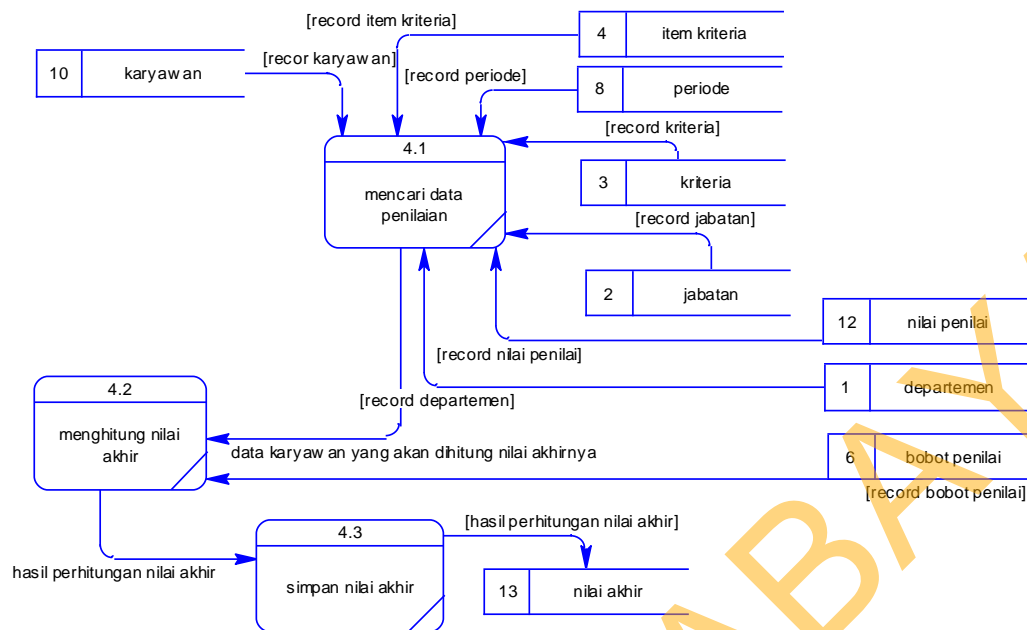 [record item kriteria]
4 item kriteria
[recor karyawan]
10 karyawan
[record periode]
8 periode
[record kriteria]
4.1
mencari data
penilaian
3 kriteria
[record jabatan]
2 jabatan
12 nilai penilai
[record nilai penilai]
1 departemen
[record departemen]
4.2
menghitung nilai
akhir
data karyawan yang akan dihitung nilai akhirnya
6 bobot penilai
[record bobot penilai]
4.3
[hasil perhitungan nilai akhir]
hasil perhitungan nilai akhir
simpan nilai akhir
13 nilai akhir
ABAY